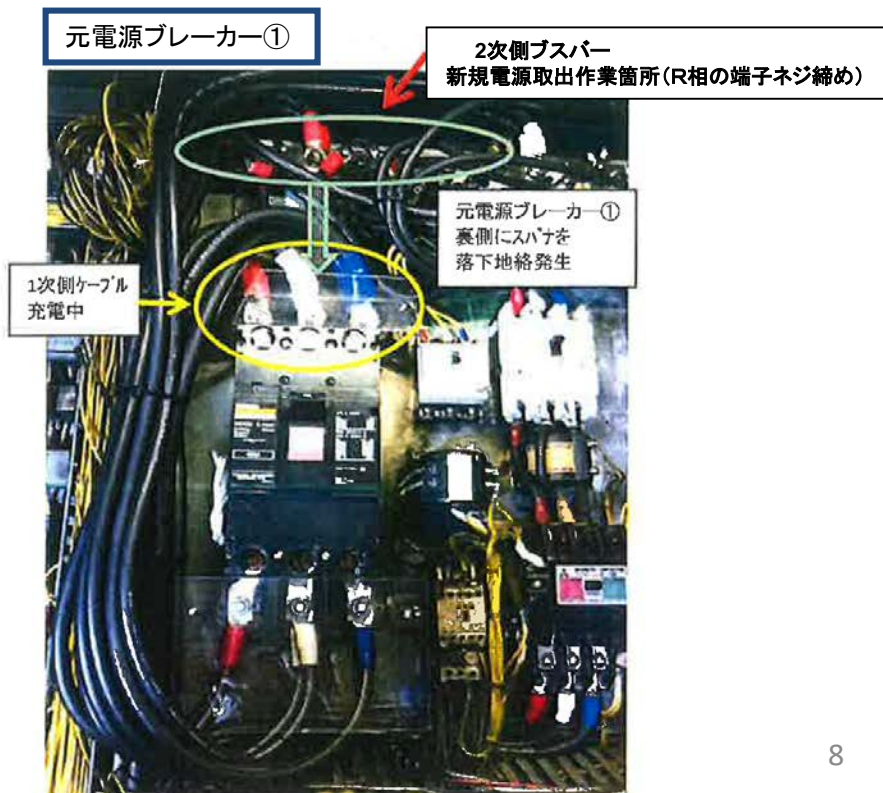 元電源ブレーカー①
2次側ブスバー
新規電源取出作業箇所（R相の端子ネジ締め）
元電源ブレーカー①
裏側にスパナを
落下地絡発生
1次側ケーブル
充電中
8